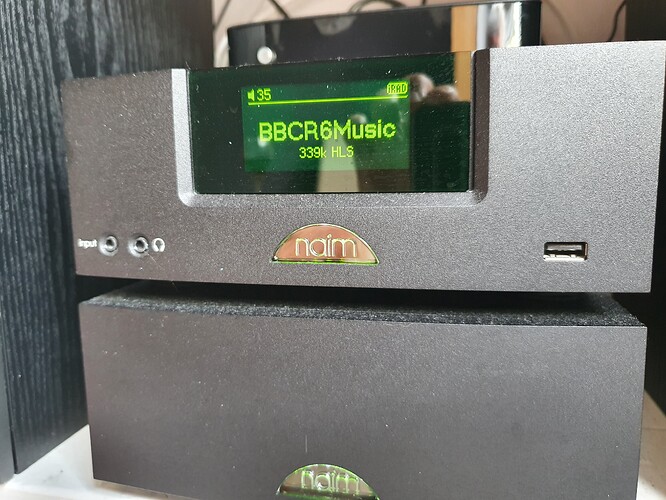 35 iRAD
BBCR6Music
339k HLS
input
naim
naim